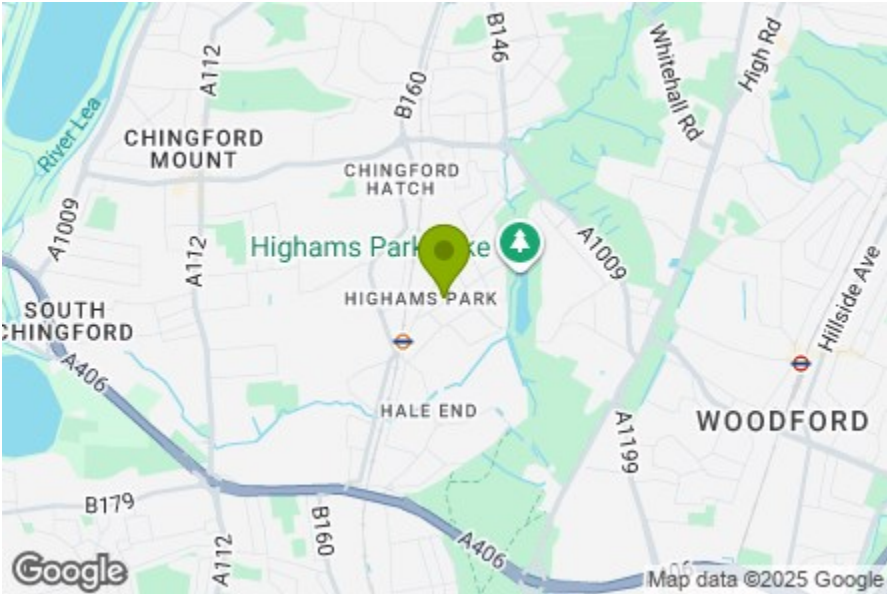 B146
A112
B160
Whitehall Rd
High Rd
River Lea
CHINGFORD
MOUNT
CHINGFORD
HATCH
A1009
A112
Highams Park
ke
A1009
HIGHAMS PARK
SOUTH
CHINGFORD
Hillside Ave
A406
HALE END
WOODFORD
A1199
B179
B160
A112
A406
Google
Map data ©2025 Google